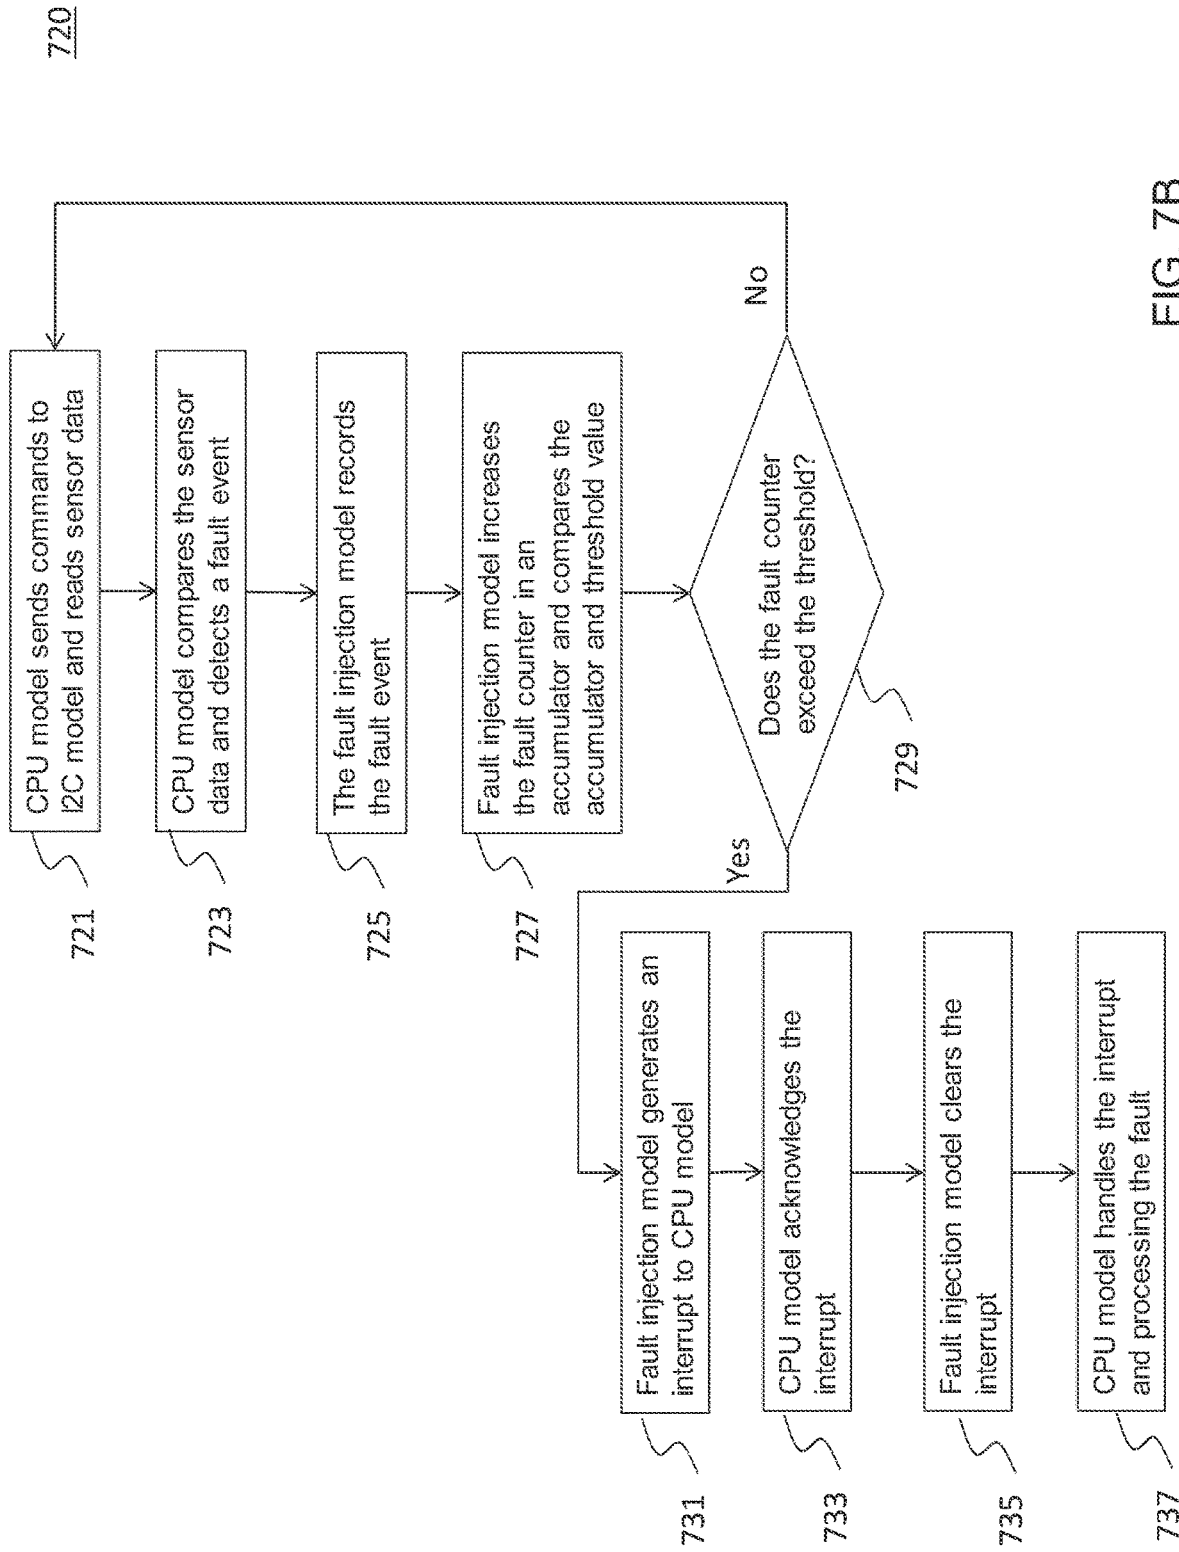 720
CPU model sends commands to
I2C model and reads sensor data
721
CPU model compares the sensor
data and detects a fault event
723
The fault injection model records
the fault event
725
Fault injection model increases
the fault counter in an
accumulator and compares the
accumulator and threshold value
727
Does the fault counter
exceed the threshold?
729
No
Yes
Fault injection model generates an
interrupt to CPU model
731
CPU model acknowledges the
interrupt
733
Fault injection model clears the
interrupt
735
CPU model handles the interrupt
and processing the fault
737
FIG. 7B